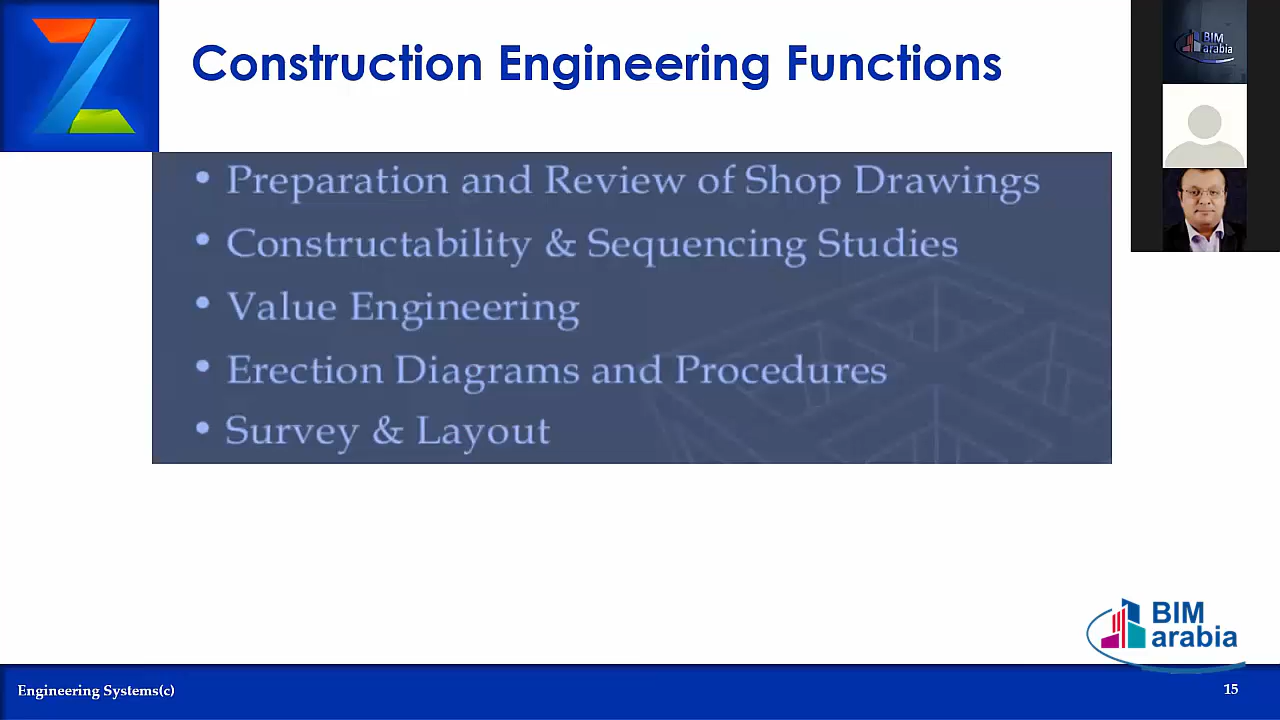 Construction Engineering Functions
BIM
arabia
• Preparation and Review of Shop Drawings
• Constructability & Sequencing Studies
• Value Engineering
• Erection Diagrams and Procedures
• Survey & Layout
BIM
arabia
Engineering Systems(c)
15